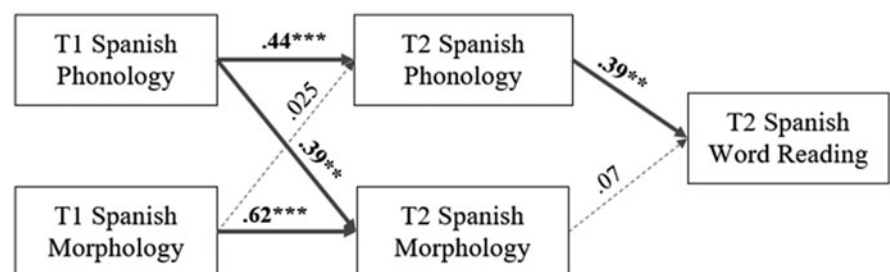 T1 Spanish
Phonology
.44***
T2 Spanish
Phonology
.025
.39**
.39**
T2 Spanish
Word Reading
.07
T1 Spanish
Morphology
.62***
T2 Spanish
Morphology